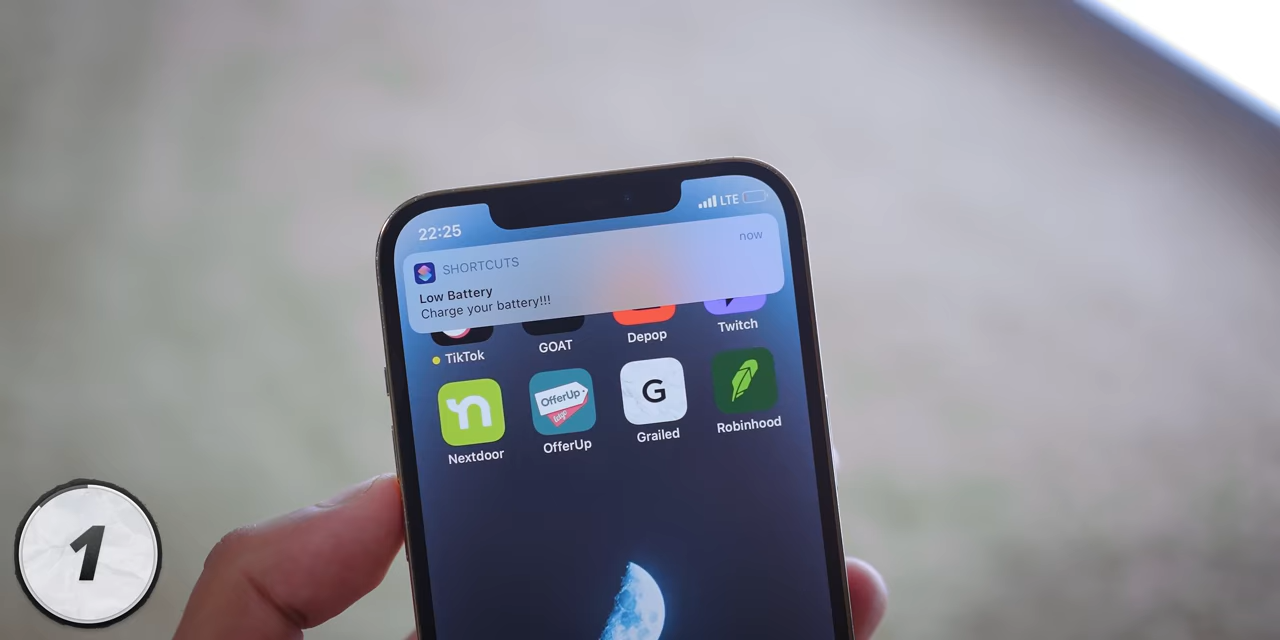 22:25 LTE
SHORTCUTS now
Low Battery
Charge your battery!!!
TikTok GOAT Depop Twitch
n OfferUp G
Nextdoor OfferUp Grailed Robinhood
1